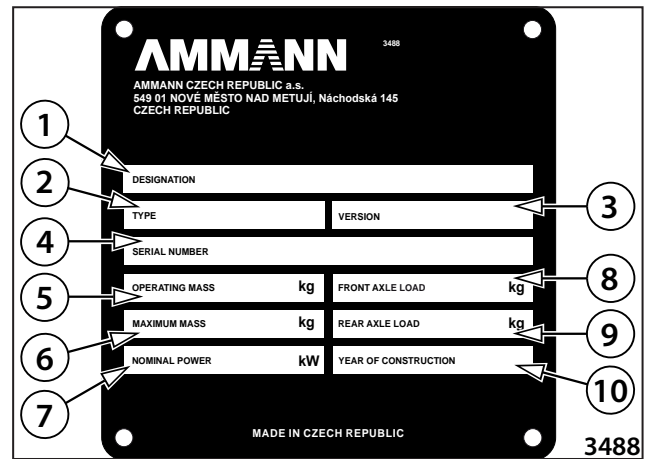 AMMANN
3488
AMMANN CZECH REPUBLIC a.s.
549 01 NOVÉ MĚSTO NAD METUJÍ, Náchodská 145
CZECH REPUBLIC
1
DESIGNATION
2
TYPE
VERSION
3
4
SERIAL NUMBER
5
OPERATING MASS kg
FRONT AXLE LOAD kg
8
6
MAXIMUM MASS kg
REAR AXLE LOAD kg
9
7
NOMINAL POWER kW
YEAR OF CONSTRUCTION
10
MADE IN CZECH REPUBLIC
3488